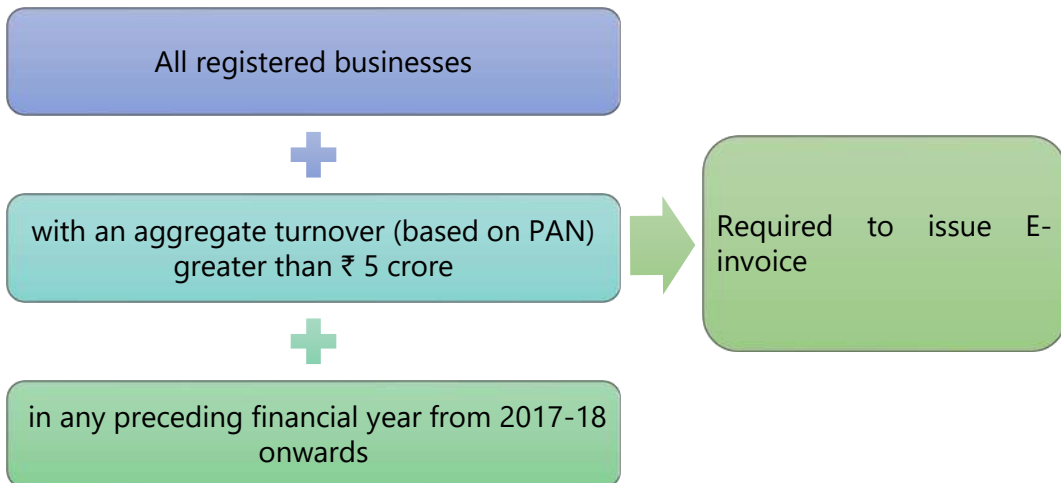 All registered businesses
with an aggregate turnover (based on PAN)
greater than ₹ 5 crore
in any preceding financial year from 2017-18
onwards
Required to issue E-
invoice